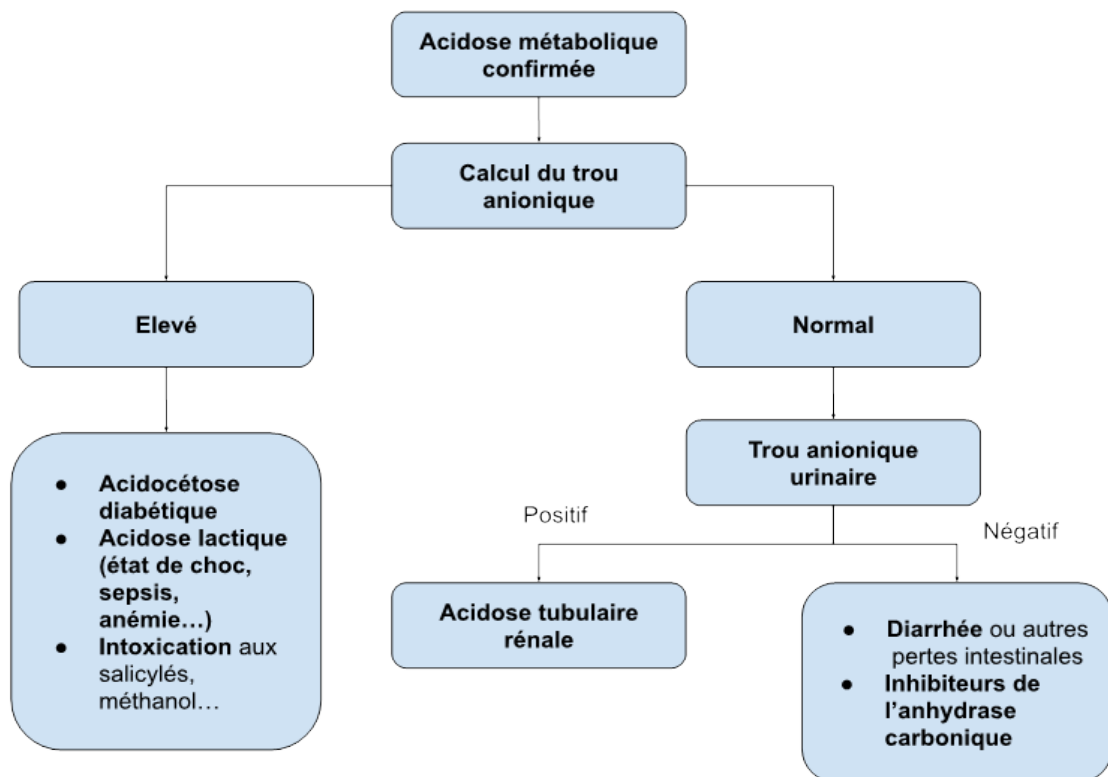 Acidose métabolique
confirmée
Calcul du trou
anionique
Elevé
Normal
● Acidocétose
diabétique
● Acidose lactique
(état de choc,
sepsis,
anémie…)
● Intoxication aux
salicylés,
méthanol…
Trou anionique
urinaire
Positif
Négatif
Acidose tubulaire
rénale
● Diarrhée ou autres
pertes intestinales
● Inhibiteurs de
l’anhydrase
carbonique